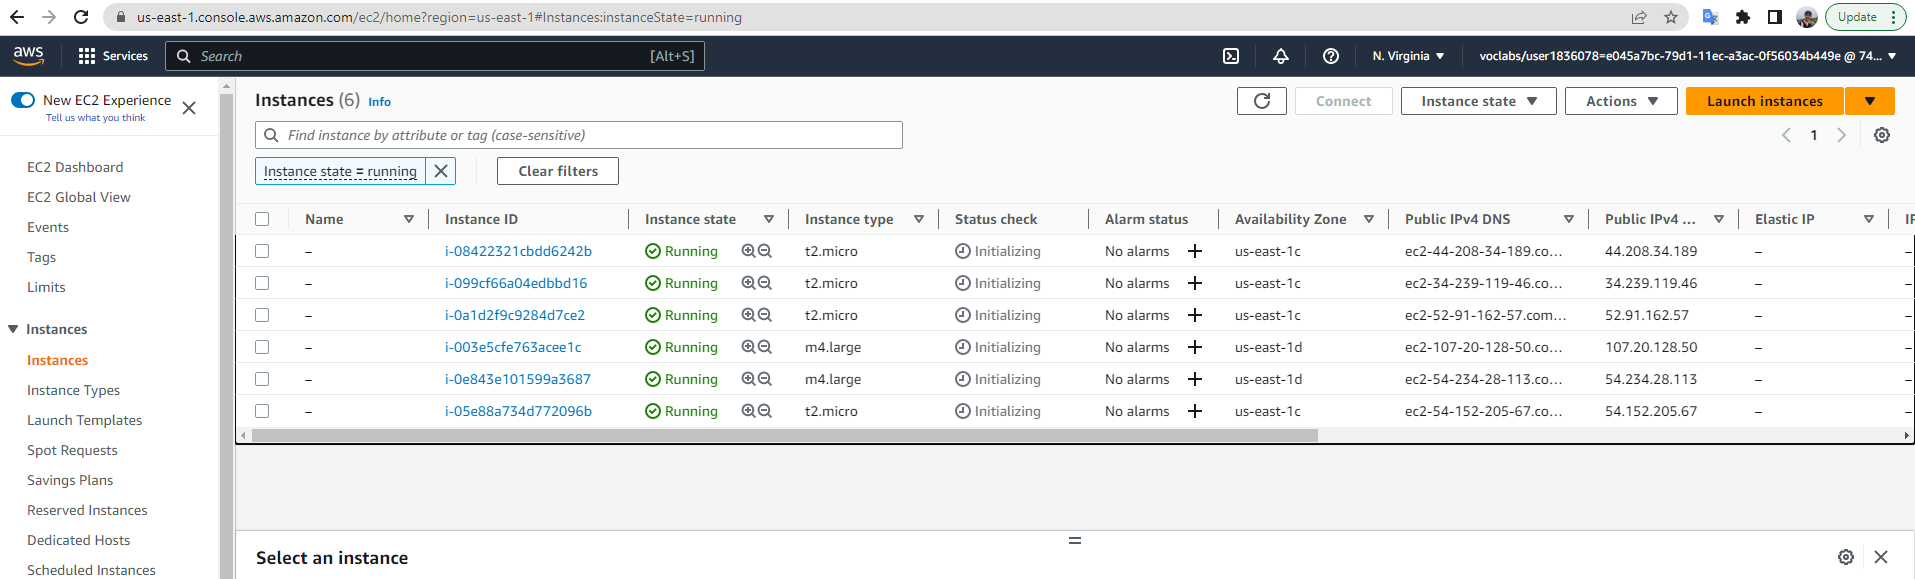 us-east-1.console.aws.amazon.com/ec2/home?region=us-east-1#Instances:instanceState=running
Update
aws
Services
Search
[Alt+S]
N. Virginia
voclabs/user1836078=e045a7bc-79d1-11ec-a3ac-0f56034b449e @ 74...
New EC2 Experience
Tell us what you think
EC2 Dashboard
EC2 Global View
Events
Tags
Limits
Instances
Instances
Instance Types
Launch Templates
Spot Requests
Savings Plans
Reserved Instances
Dedicated Hosts
Scheduled Instances
Instances (6) Info
Connect
Instance state
Actions
Launch instances
Find instance by attribute or tag (case-sensitive)
1
Instance state = running
Clear filters
Name Instance ID Instance state Instance type Status check Alarm status Availability Zone Public IPv4 DNS Public IPv4 ... Elastic IP
– i-08422321cbdd6242b Running t2.micro Initializing No alarms + us-east-1c ec2-44-208-34-189.co... 44.208.34.189 – –
– i-099cf66a04edbbd16 Running t2.micro Initializing No alarms + us-east-1c ec2-34-239-119-46.co... 34.239.119.46 – –
– i-0a1d2f9c9284d7ce2 Running t2.micro Initializing No alarms + us-east-1c ec2-52-91-162-57.com... 52.91.162.57 – –
– i-003e5cfe763acee1c Running m4.large Initializing No alarms + us-east-1d ec2-107-20-128-50.co... 107.20.128.50 – –
– i-0e843e101599a3687 Running m4.large Initializing No alarms + us-east-1d ec2-54-234-28-113.co... 54.234.28.113 – –
– i-05e88a734d772096b Running t2.micro Initializing No alarms + us-east-1c ec2-54-152-205-67.co... 54.152.205.67 – –
Select an instance